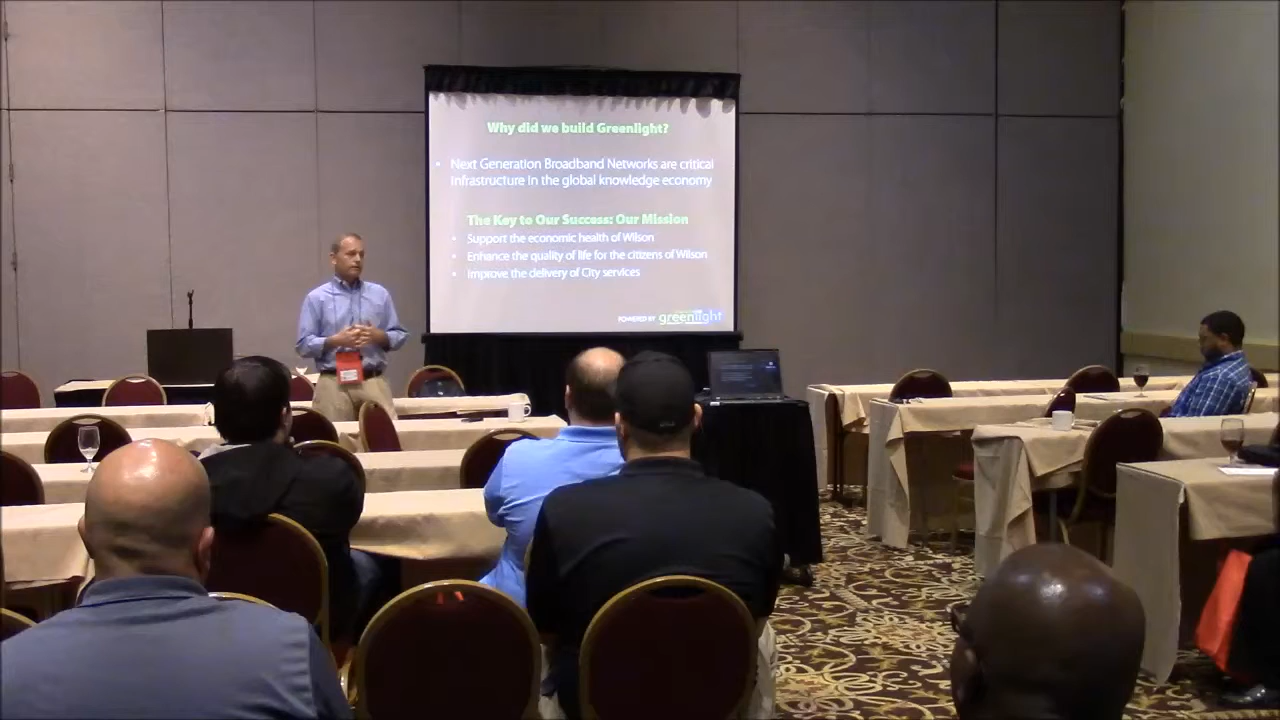 Why did we build Greenlight?
• Next Generation Broadband Networks are critical
infrastructure in the global knowledge economy
The Key to Our Success: Our Mission
• Support the economic health of Wilson
• Enhance the quality of life for the citizens of Wilson
• Improve the delivery of City services
POWERED BY greenlight